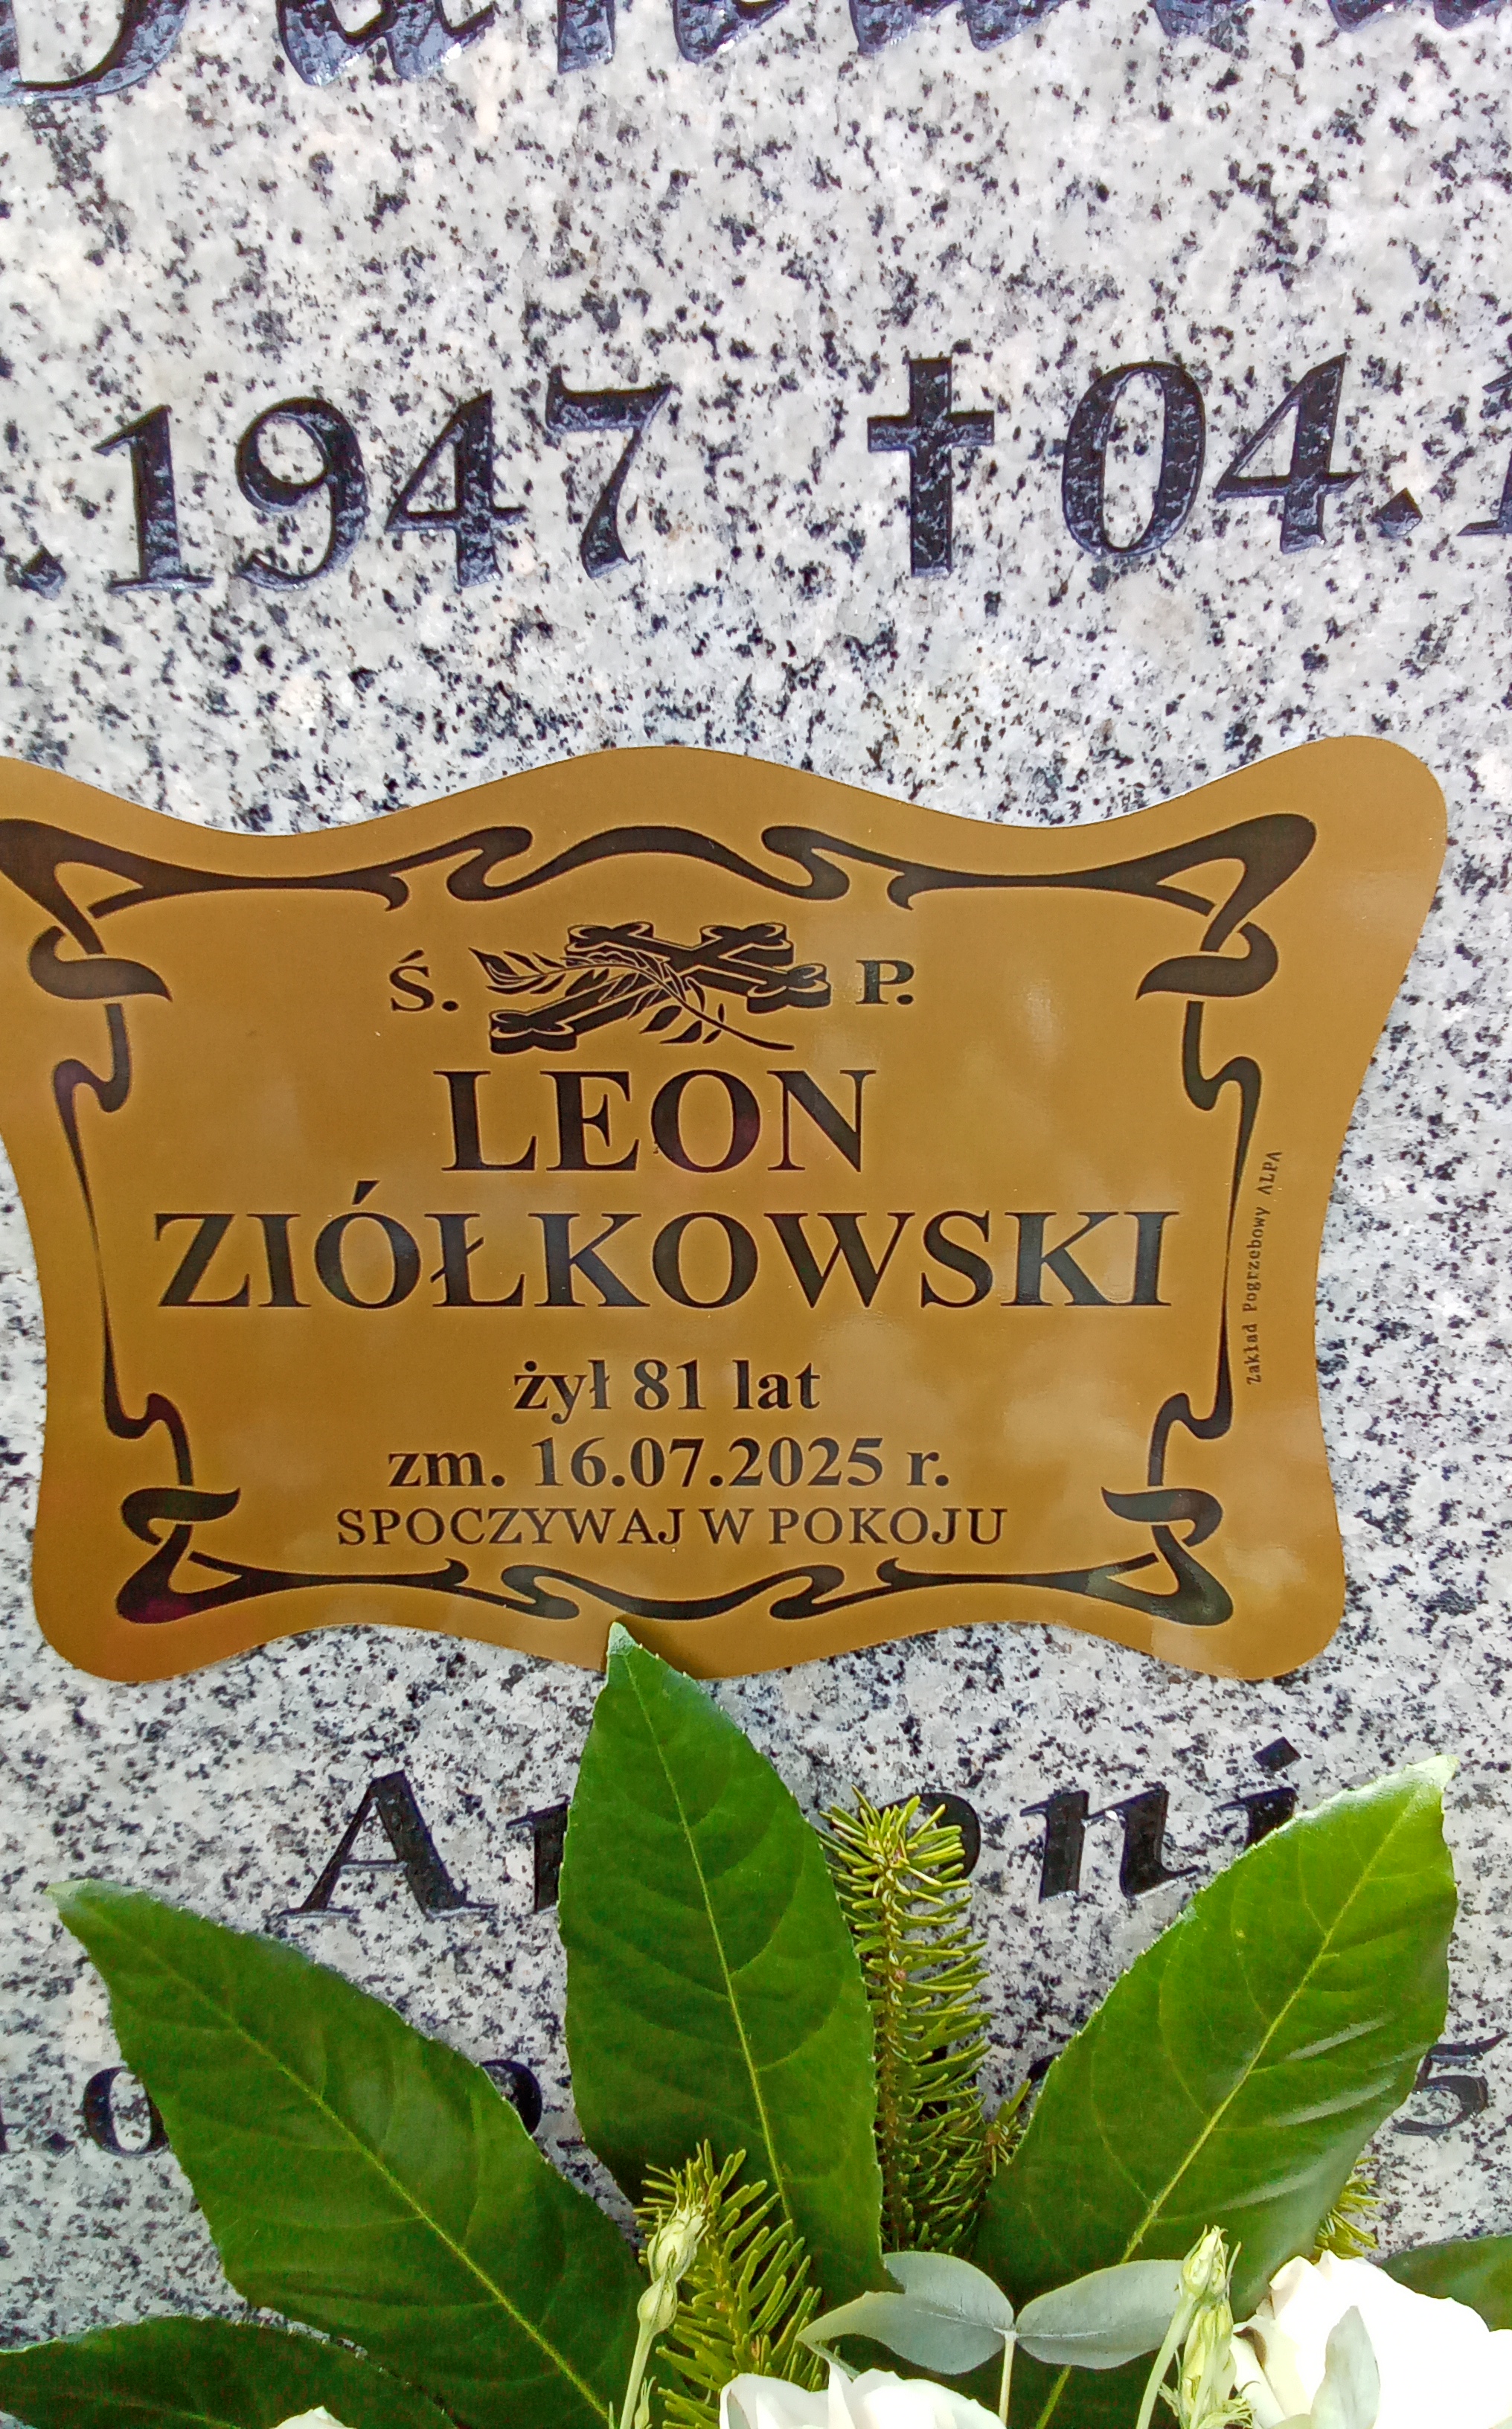 .1947 †04.
Ś. P.
LEON
ZIÓŁKOWSKI
żył 81 lat
zm. 16.07.2025 r.
SPOCZYWAJ W POKOJU
Zakład Pogrzebowy ALPA